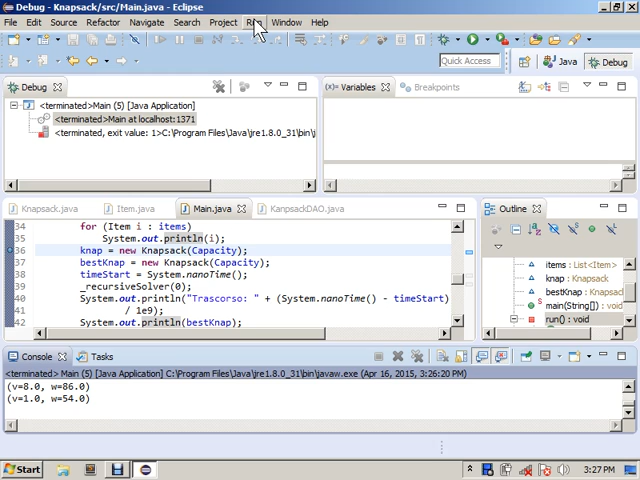 Debug - Knapsack/src/Main.java - Eclipse
File Edit Source Refactor Navigate Search Project Run Window Help
Quick Access Java Debug
Debug
<terminated>Main (5) [Java Application]
<terminated>Main at localhost:1371
<terminated, exit value: 1>C:\Program Files\Java\jre1.8.0_31\bin\j
(x)= Variables Breakpoints
Knapsack.java Item.java Main.java KanpsackDAO.java
34 for (Item i : items)
35 System.out.println(i);
36 knap = new Knapsack(Capacity);
37 bestKnap = new Knapsack(Capacity);
38 timeStart = System.nanoTime();
39 _recursiveSolver(0);
40 System.out.println("Trascorso: " + (System.nanoTime() - timeStart)
41 / 1e9);
42 System.out.println(bestKnap);
Outline
items : List<Item>
knap : Knapsack
bestKnap : Knapsack
main(String[]) : void
run() : void
Console Tasks
<terminated> Main (5) [Java Application] C:\Program Files\Java\jre1.8.0_31\bin\javaw.exe (Apr 16, 2015, 3:26:20 PM)
(v=8.0, w=86.0)
(v=1.0, w=54.0)
Start 3:27 PM